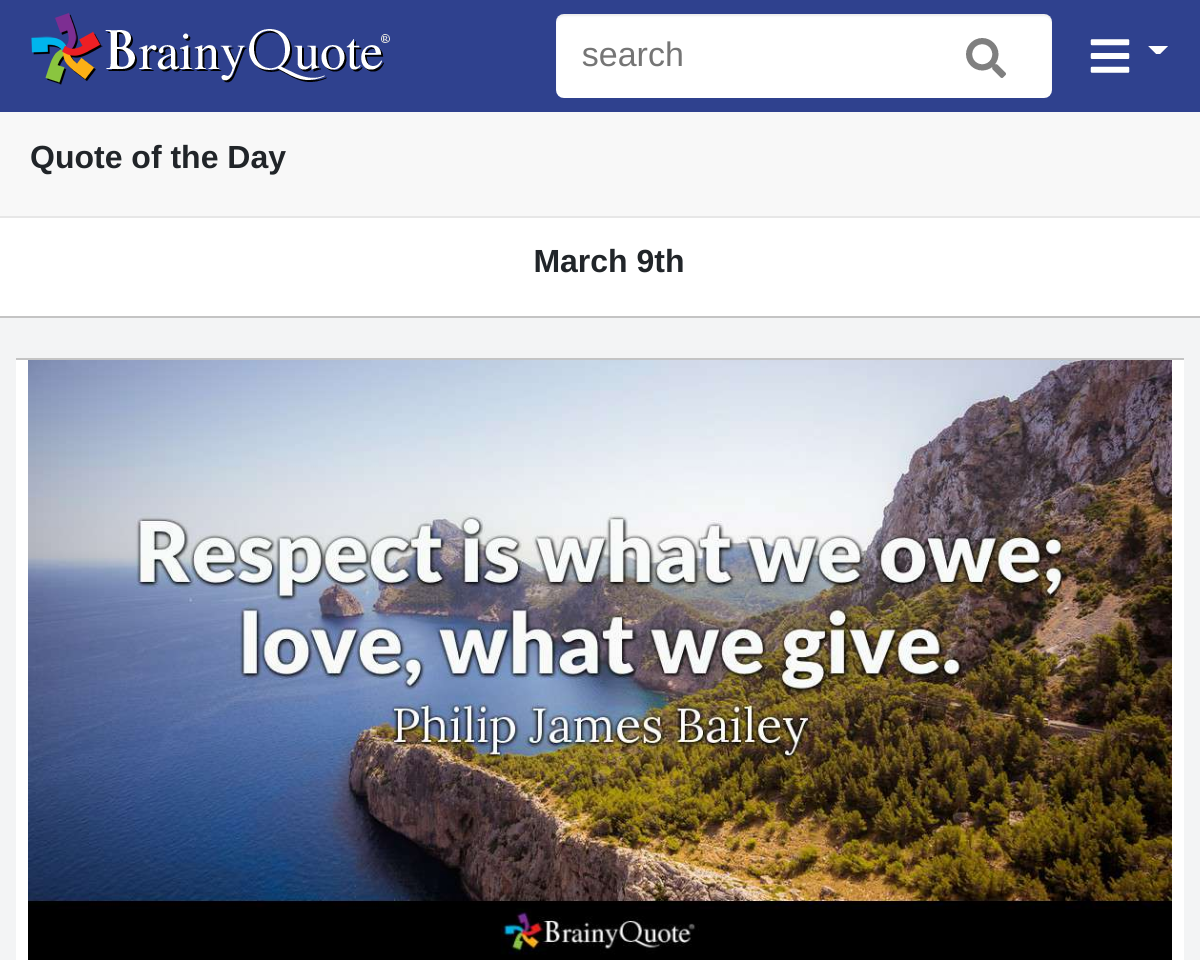 BrainyQuote®
search
Quote of the Day
March 9th
Respect is what we owe;
love, what we give.
Philip James Bailey
BrainyQuote®